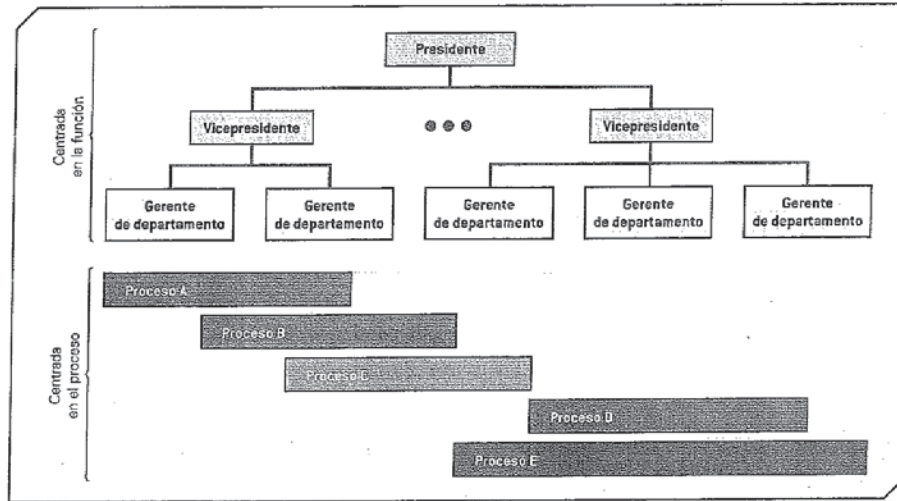 Presidente
Centrada
en la función
Vicepresidente
Vicepresidente
Gerente
de departamento
Gerente
de departamento
Gerente
de departamento
Gerente
de departamento
Gerente
de departamento
Centrada
en el proceso
Proceso A
Proceso B
Proceso C
Proceso D
Proceso E